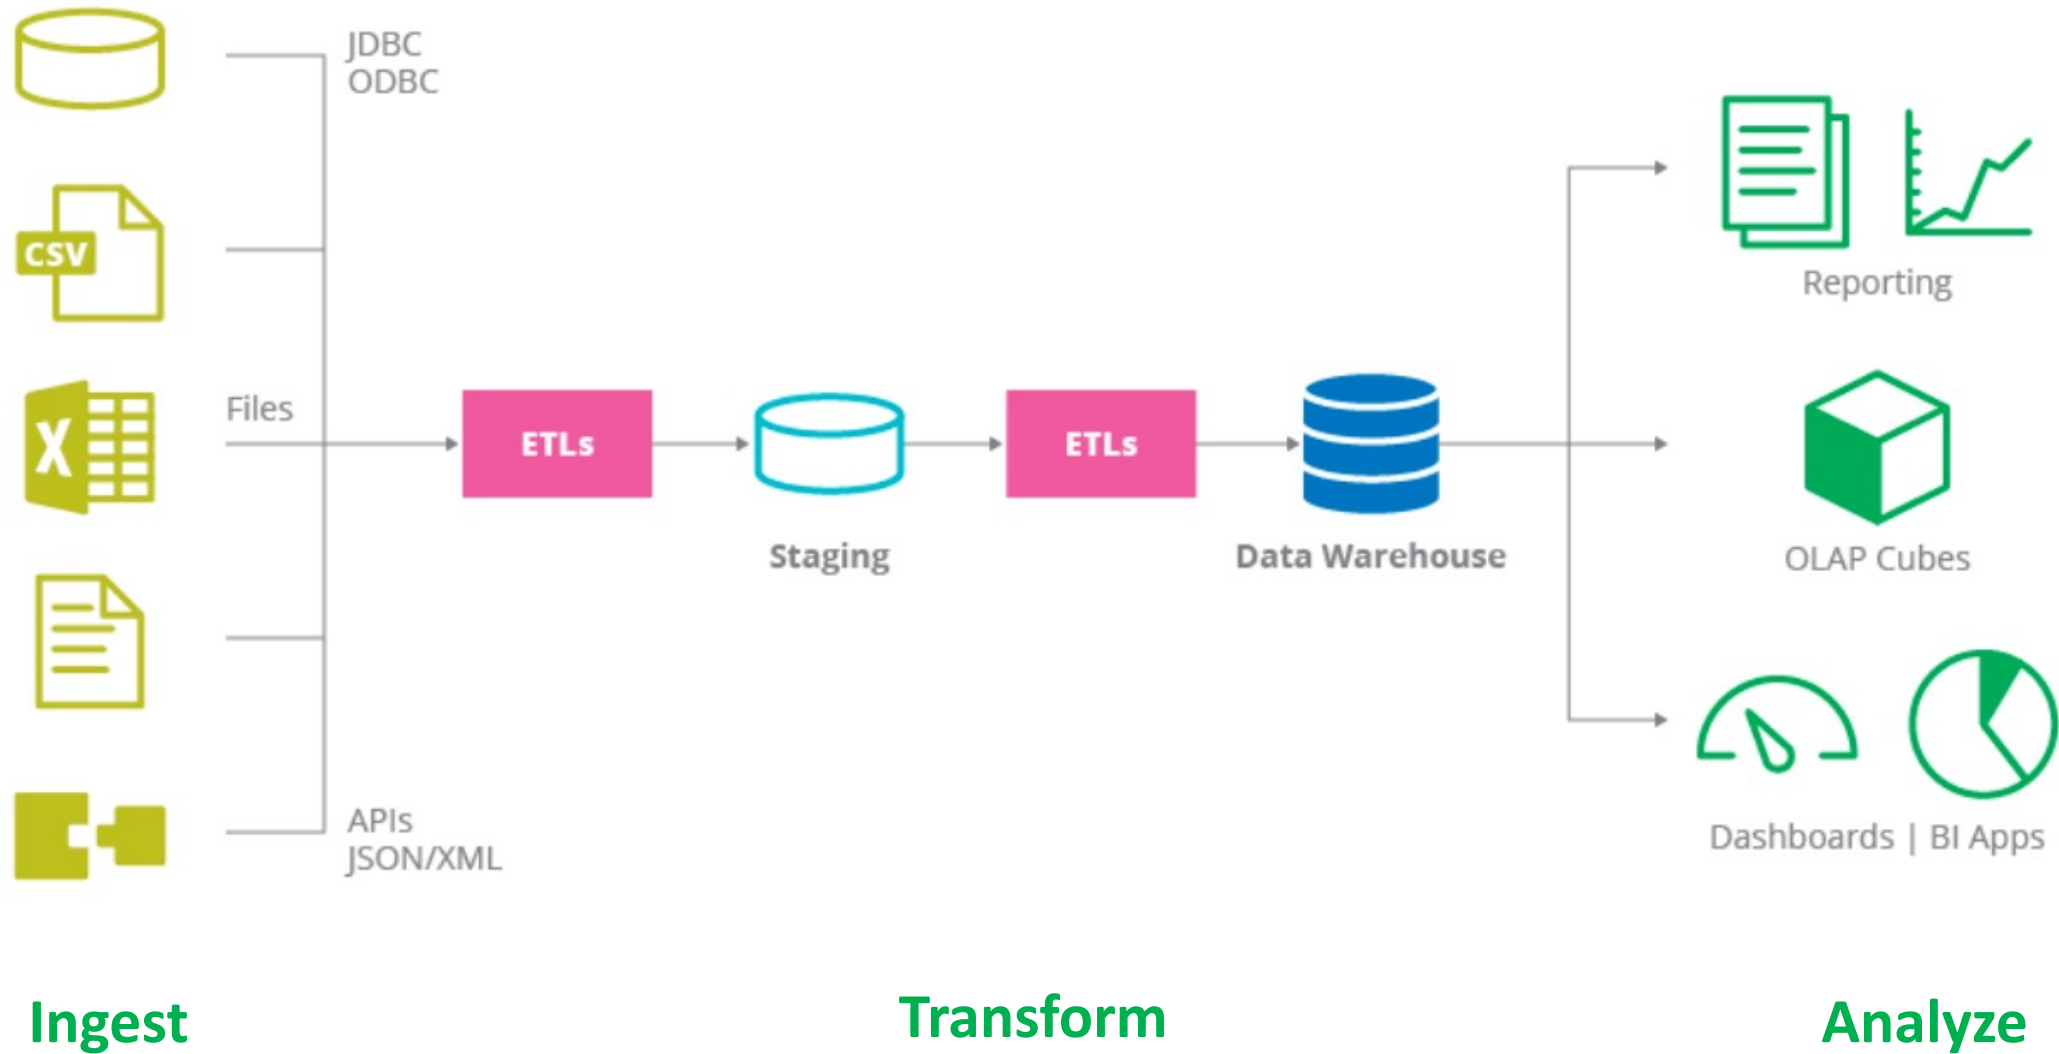 JDBC
ODBC
CSV
X
Files
ETLs
Staging
ETLs
Data Warehouse
APIs
JSON/XML
Reporting
OLAP Cubes
Dashboards | BI Apps
Ingest
Transform
Analyze